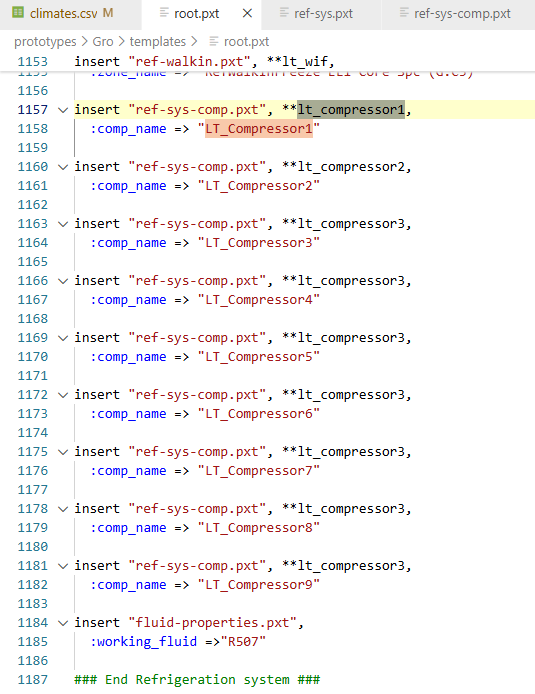 climates.csv M root.pxt × ref-sys.pxt ref-sys-comp.pxt
prototypes > Gro > templates > root.pxt
1153 insert "ref-walkin.pxt", **lt_wif,
1155 :zone_name => "RefWalkInFreeze ELI Core Spc (G.C5)"
1156
1157 insert "ref-sys-comp.pxt", **lt_compressor1,
1158 :comp_name => "LT_Compressor1"
1159
1160 insert "ref-sys-comp.pxt", **lt_compressor2,
1161 :comp_name => "LT_Compressor2"
1162
1163 insert "ref-sys-comp.pxt", **lt_compressor3,
1164 :comp_name => "LT_Compressor3"
1165
1166 insert "ref-sys-comp.pxt", **lt_compressor3,
1167 :comp_name => "LT_Compressor4"
1168
1169 insert "ref-sys-comp.pxt", **lt_compressor3,
1170 :comp_name => "LT_Compressor5"
1171
1172 insert "ref-sys-comp.pxt", **lt_compressor3,
1173 :comp_name => "LT_Compressor6"
1174
1175 insert "ref-sys-comp.pxt", **lt_compressor3,
1176 :comp_name => "LT_Compressor7"
1177
1178 insert "ref-sys-comp.pxt", **lt_compressor3,
1179 :comp_name => "LT_Compressor8"
1180
1181 insert "ref-sys-comp.pxt", **lt_compressor3,
1182 :comp_name => "LT_Compressor9"
1183
1184 insert "fluid-properties.pxt",
1185 :working_fluid =>"R507"
1186
1187 ### End Refrigeration system ###